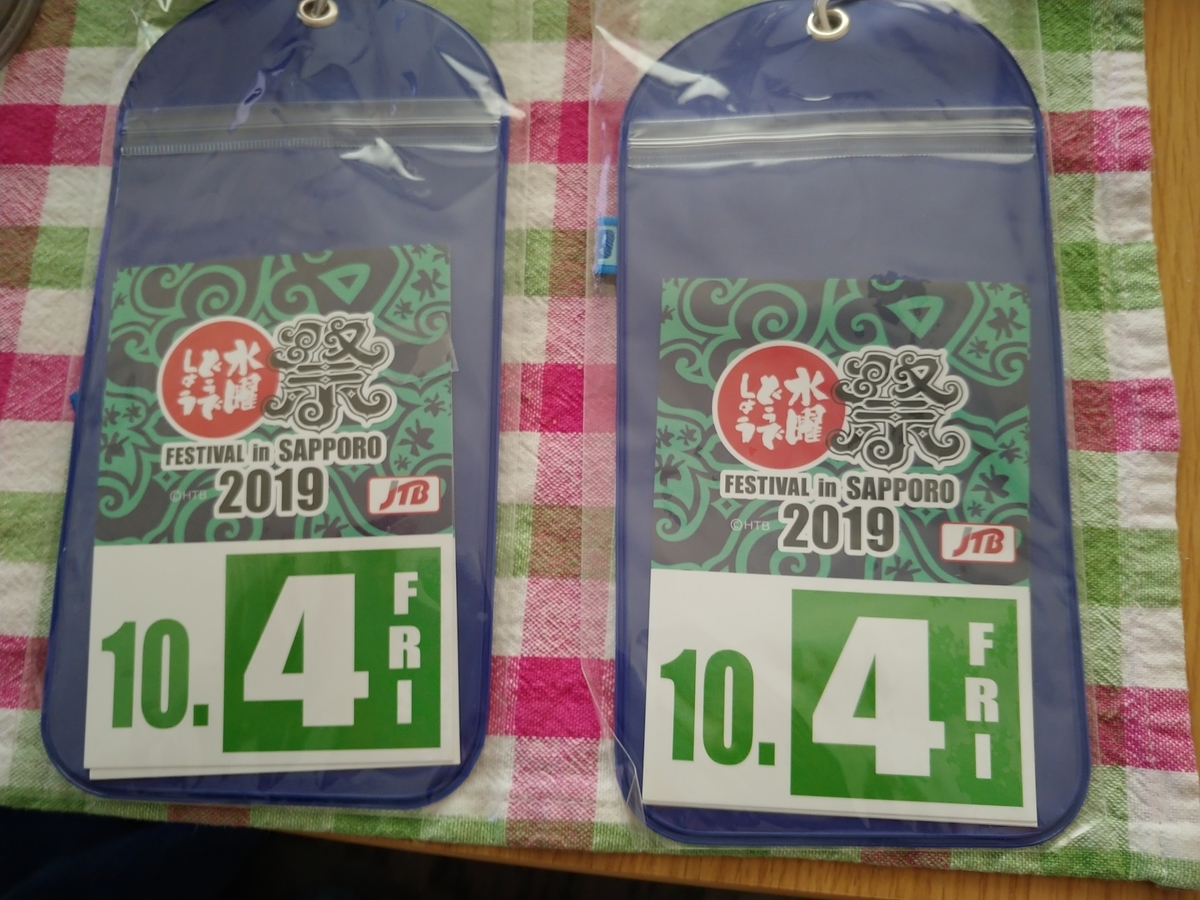 水曜
どうで
しょう
祭
FESTIVAL in SAPPORO
2019
©HTB
JTB
10.4
FRI
水曜
どうで
しょう
祭
FESTIVAL in SAPPORO
2019
©HTB
JTB
10.4
FRI